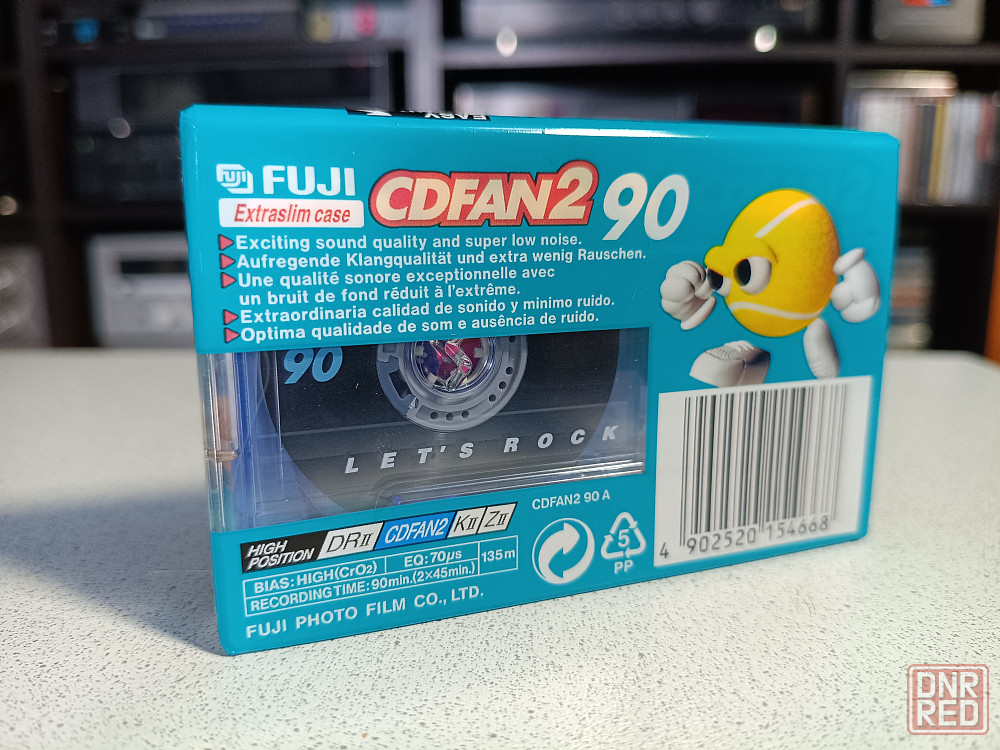 EASY
FUJI FUJI CDFAN2 90
Extraslim case
Exciting sound quality and super low noise.
Aufregende Klangqualität und extra wenig Rauschen.
Une qualité sonore exceptionnelle avec
un bruit de fond réduit à l'extrême.
Extraordinaria calidad de sonido y minimo ruido.
Optima qualidade de som e ausência de ruido.
90
LET'S ROCK
CDFAN2 90 A
HIGH POSITION DRII CDFAN2 KII ZII
BIAS: HIGH(CrO2) EQ: 70µs 135m
RECORDING TIME: 90min.(2×45min.)
FUJI PHOTO FILM CO., LTD.
5
PP
4 902520 154668
DNR
RED